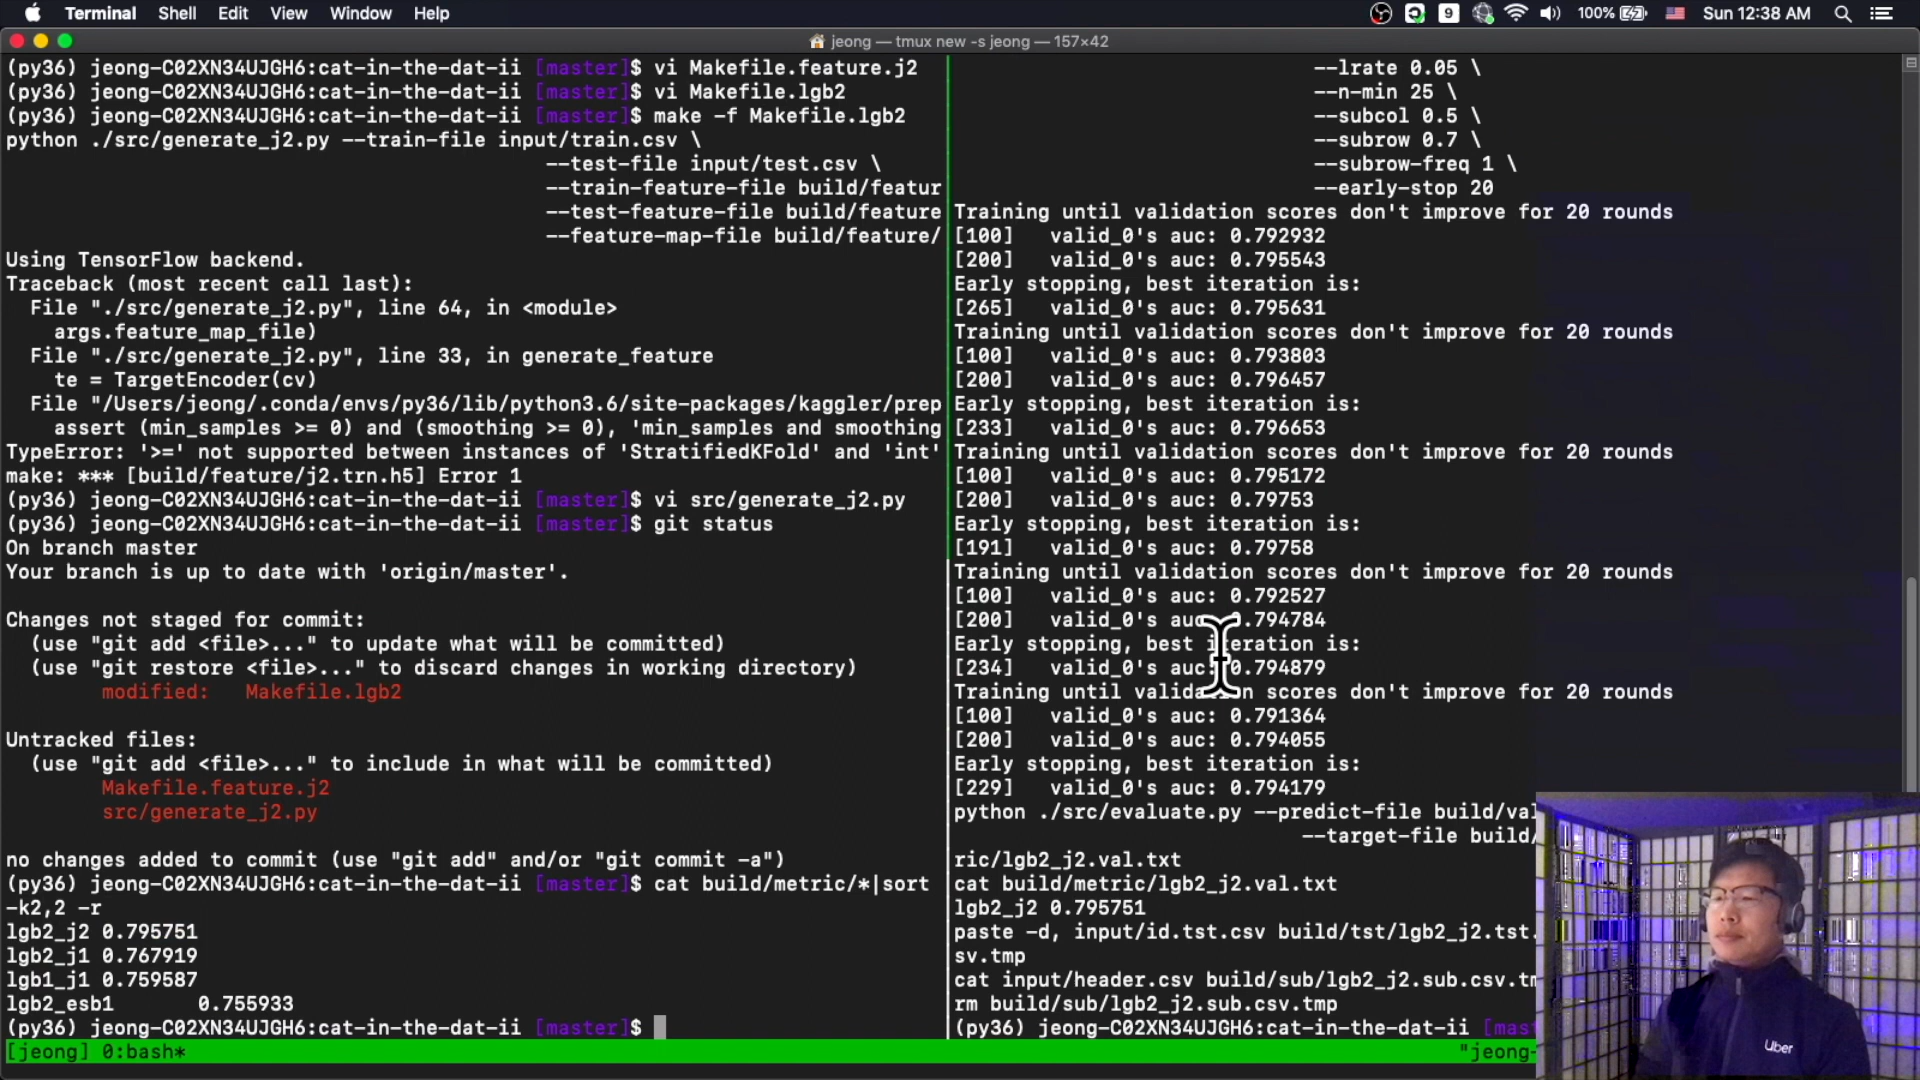 Terminal Shell Edit View Window Help
9 100% Sun 12:38 AM
jeong — tmux new -s jeong — 157×42
(py36) jeong-C02XN34UJGH6:cat-in-the-dat-ii [master]$ vi Makefile.feature.j2
(py36) jeong-C02XN34UJGH6:cat-in-the-dat-ii [master]$ vi Makefile.lgb2
(py36) jeong-C02XN34UJGH6:cat-in-the-dat-ii [master]$ make -f Makefile.lgb2
python ./src/generate_j2.py --train-file input/train.csv \
--test-file input/test.csv \
--train-feature-file build/featur
--test-feature-file build/feature
--feature-map-file build/feature/
Using TensorFlow backend.
Traceback (most recent call last):
File "./src/generate_j2.py", line 64, in <module>
args.feature_map_file)
File "./src/generate_j2.py", line 33, in generate_feature
te = TargetEncoder(cv)
File "/Users/jeong/.conda/envs/py36/lib/python3.6/site-packages/kaggler/prep
assert (min_samples >= 0) and (smoothing >= 0), 'min_samples and smoothing
TypeError: '>=' not supported between instances of 'StratifiedKFold' and 'int'
make: *** [build/feature/j2.trn.h5] Error 1
(py36) jeong-C02XN34UJGH6:cat-in-the-dat-ii [master]$ vi src/generate_j2.py
(py36) jeong-C02XN34UJGH6:cat-in-the-dat-ii [master]$ git status
On branch master
Your branch is up to date with 'origin/master'.
Changes not staged for commit:
(use "git add <file>..." to update what will be committed)
(use "git restore <file>..." to discard changes in working directory)
modified: Makefile.lgb2
Untracked files:
(use "git add <file>..." to include in what will be committed)
Makefile.feature.j2
src/generate_j2.py
no changes added to commit (use "git add" and/or "git commit -a")
(py36) jeong-C02XN34UJGH6:cat-in-the-dat-ii [master]$ cat build/metric/*|sort
-k2,2 -r
lgb2_j2 0.795751
lgb2_j1 0.767919
lgb1_j1 0.759587
lgb2_esb1 0.755933
(py36) jeong-C02XN34UJGH6:cat-in-the-dat-ii [master]$
--lrate 0.05 \
--n-min 25 \
--subcol 0.5 \
--subrow 0.7 \
--subrow-freq 1 \
--early-stop 20
Training until validation scores don't improve for 20 rounds
[100] valid_0's auc: 0.792932
[200] valid_0's auc: 0.795543
Early stopping, best iteration is:
[265] valid_0's auc: 0.795631
Training until validation scores don't improve for 20 rounds
[100] valid_0's auc: 0.793803
[200] valid_0's auc: 0.796457
Early stopping, best iteration is:
[233] valid_0's auc: 0.796653
Training until validation scores don't improve for 20 rounds
[100] valid_0's auc: 0.795172
[200] valid_0's auc: 0.79753
Early stopping, best iteration is:
[191] valid_0's auc: 0.79758
Training until validation scores don't improve for 20 rounds
[100] valid_0's auc: 0.792527
[200] valid_0's auc: 0.794784
Early stopping, best iteration is:
[234] valid_0's auc: 0.794879
Training until validation scores don't improve for 20 rounds
[100] valid_0's auc: 0.791364
[200] valid_0's auc: 0.794055
Early stopping, best iteration is:
[229] valid_0's auc: 0.794179
python ./src/evaluate.py --predict-file build/val
--target-file build/
ric/lgb2_j2.val.txt
cat build/metric/lgb2_j2.val.txt
lgb2_j2 0.795751
paste -d, input/id.tst.csv build/tst/lgb2_j2.tst.
sv.tmp
cat input/header.csv build/sub/lgb2_j2.sub.csv.tm
rm build/sub/lgb2_j2.sub.csv.tmp
(py36) jeong-C02XN34UJGH6:cat-in-the-dat-ii [mast
[jeong] 0:bash*
"jeong-
Uber